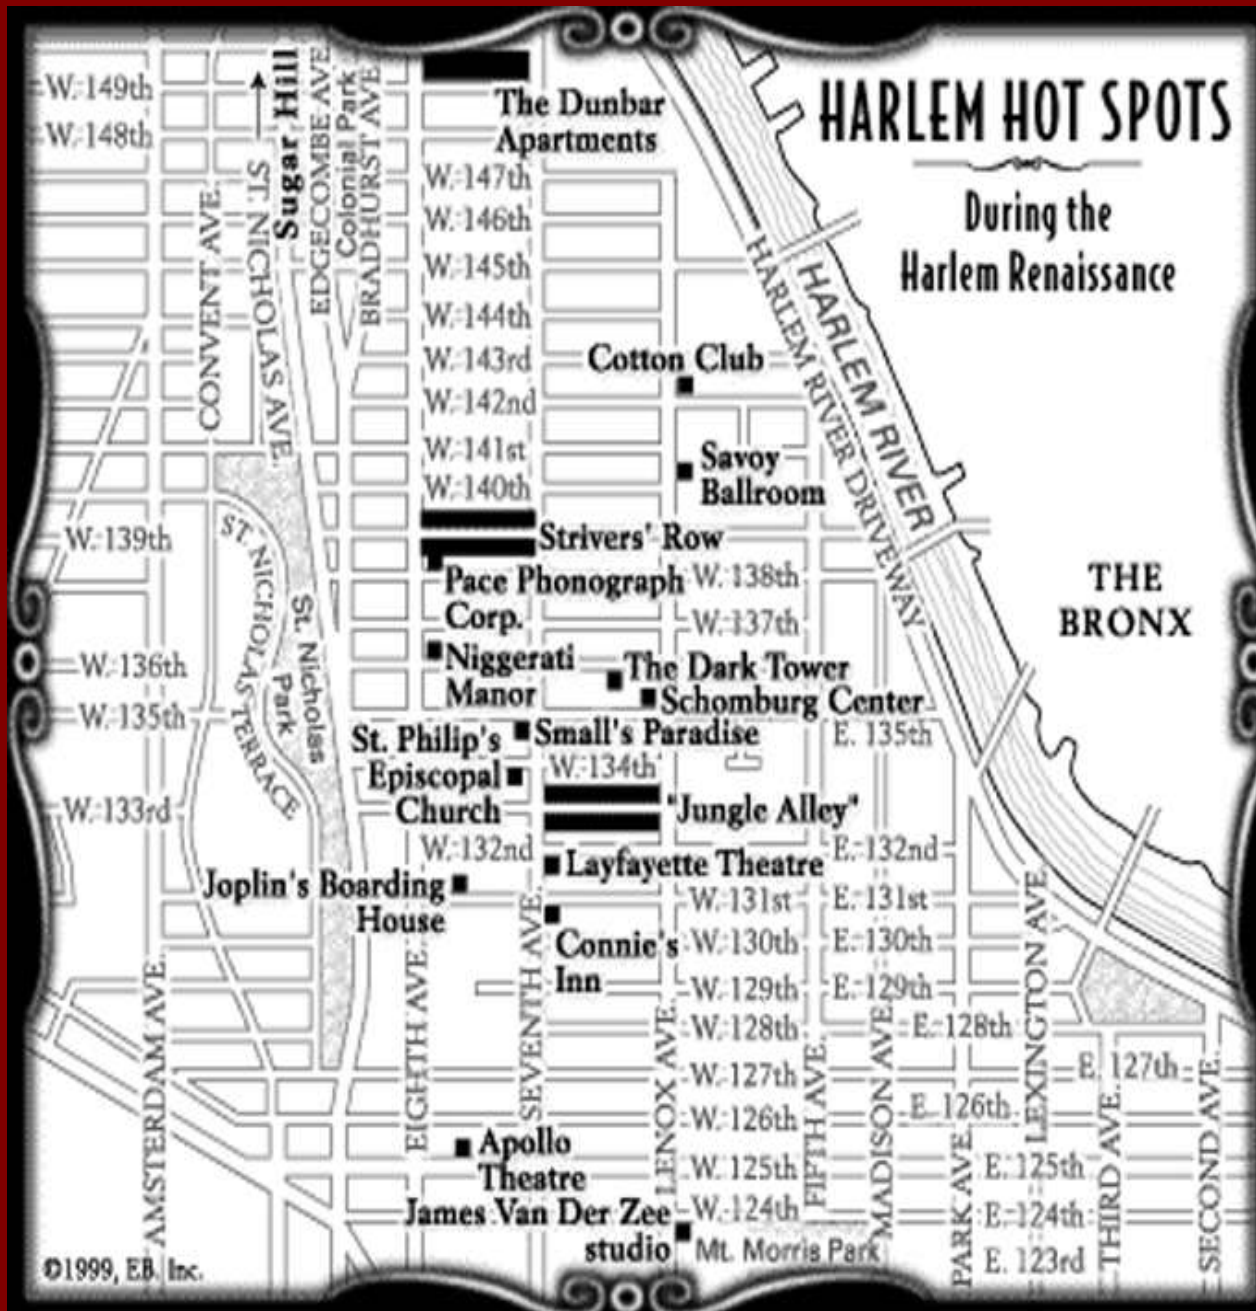 HARLEM HOT SPOTS
During the
Harlem Renaissance
W. 149th
W. 148th
Sugar Hill
EDGECOMBE AVE.
Colonial Park
BRADHURST AVE.
CONVENT AVE.
ST. NICHOLAS AVE.
The Dunbar
Apartments
W. 147th
W. 146th
W. 145th
W. 144th
W. 143rd
W. 142nd
W. 141st
W. 140th
HARLEM RIVER
HARLEM RIVER DRIVEWAY
Cotton Club
Savoy
Ballroom
THE
BRONX
W. 139th
Strivers' Row
Pace Phonograph
Corp.
W. 138th
W. 137th
ST. NICHOLAS TERRACE
St. Nicholas
Park
W. 136th
W. 135th
Niggerati
Manor
The Dark Tower
Schomburg Center
Small's Paradise
E. 135th
St. Philip's
Episcopal
Church
W. 134th
W. 133rd
"Jungle Alley"
W. 132nd
Layfayette Theatre
E. 132nd
Joplin's Boarding
House
W. 131st
E. 131st
Connie's
Inn
W. 130th
E. 130th
W. 129th
E. 129th
W. 128th
E. 128th
W. 127th
E. 127th
W. 126th
E. 126th
AMSTERDAM AVE.
EIGHTH AVE.
SEVENTH AVE.
LENOX AVE.
FIFTH AVE.
MADISON AVE.
PARK AVE.
LEXINGTON AVE.
THIRD AVE.
SECOND AVE.
Apollo
Theatre
W. 125th
E. 125th
James Van Der Zee
studio
W. 124th
E. 124th
Mt. Morris Park
E. 123rd
©1999, E.B. Inc.